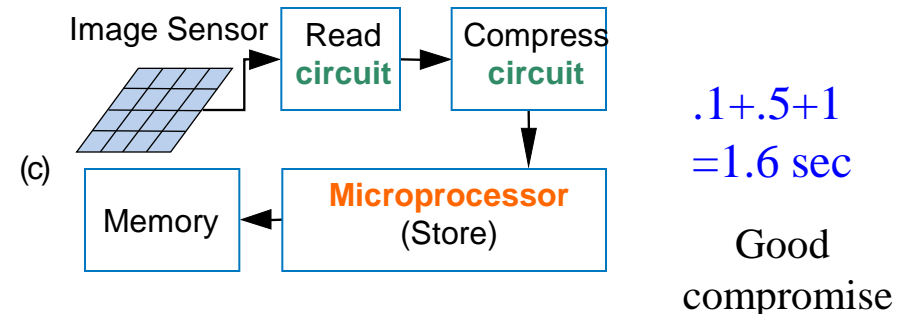 Image Sensor
Read
circuit
Compress
circuit
.1+.5+1
=1.6 sec
(c)
Memory
Microprocessor
(Store)
Good
compromise